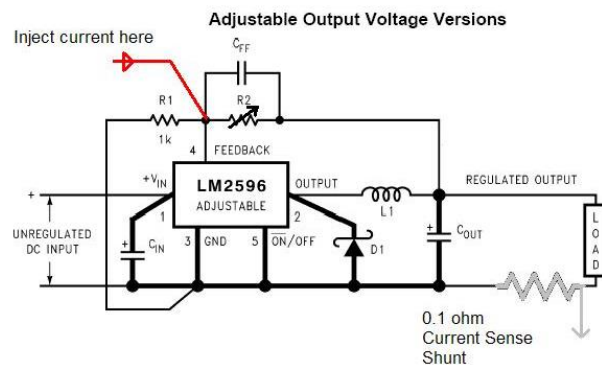 Adjustable Output Voltage Versions
Inject current here
CFF
R1
R2
1k
4
FEEDBACK
+VIN
LM2596
ADJUSTABLE
OUTPUT
L1
REGULATED OUTPUT
+
1
2
UNREGULATED
DC INPUT
+
CIN
3
GND
5
ON/OFF
D1
+
COUT
LOAD
0.1 ohm
Current Sense
Shunt